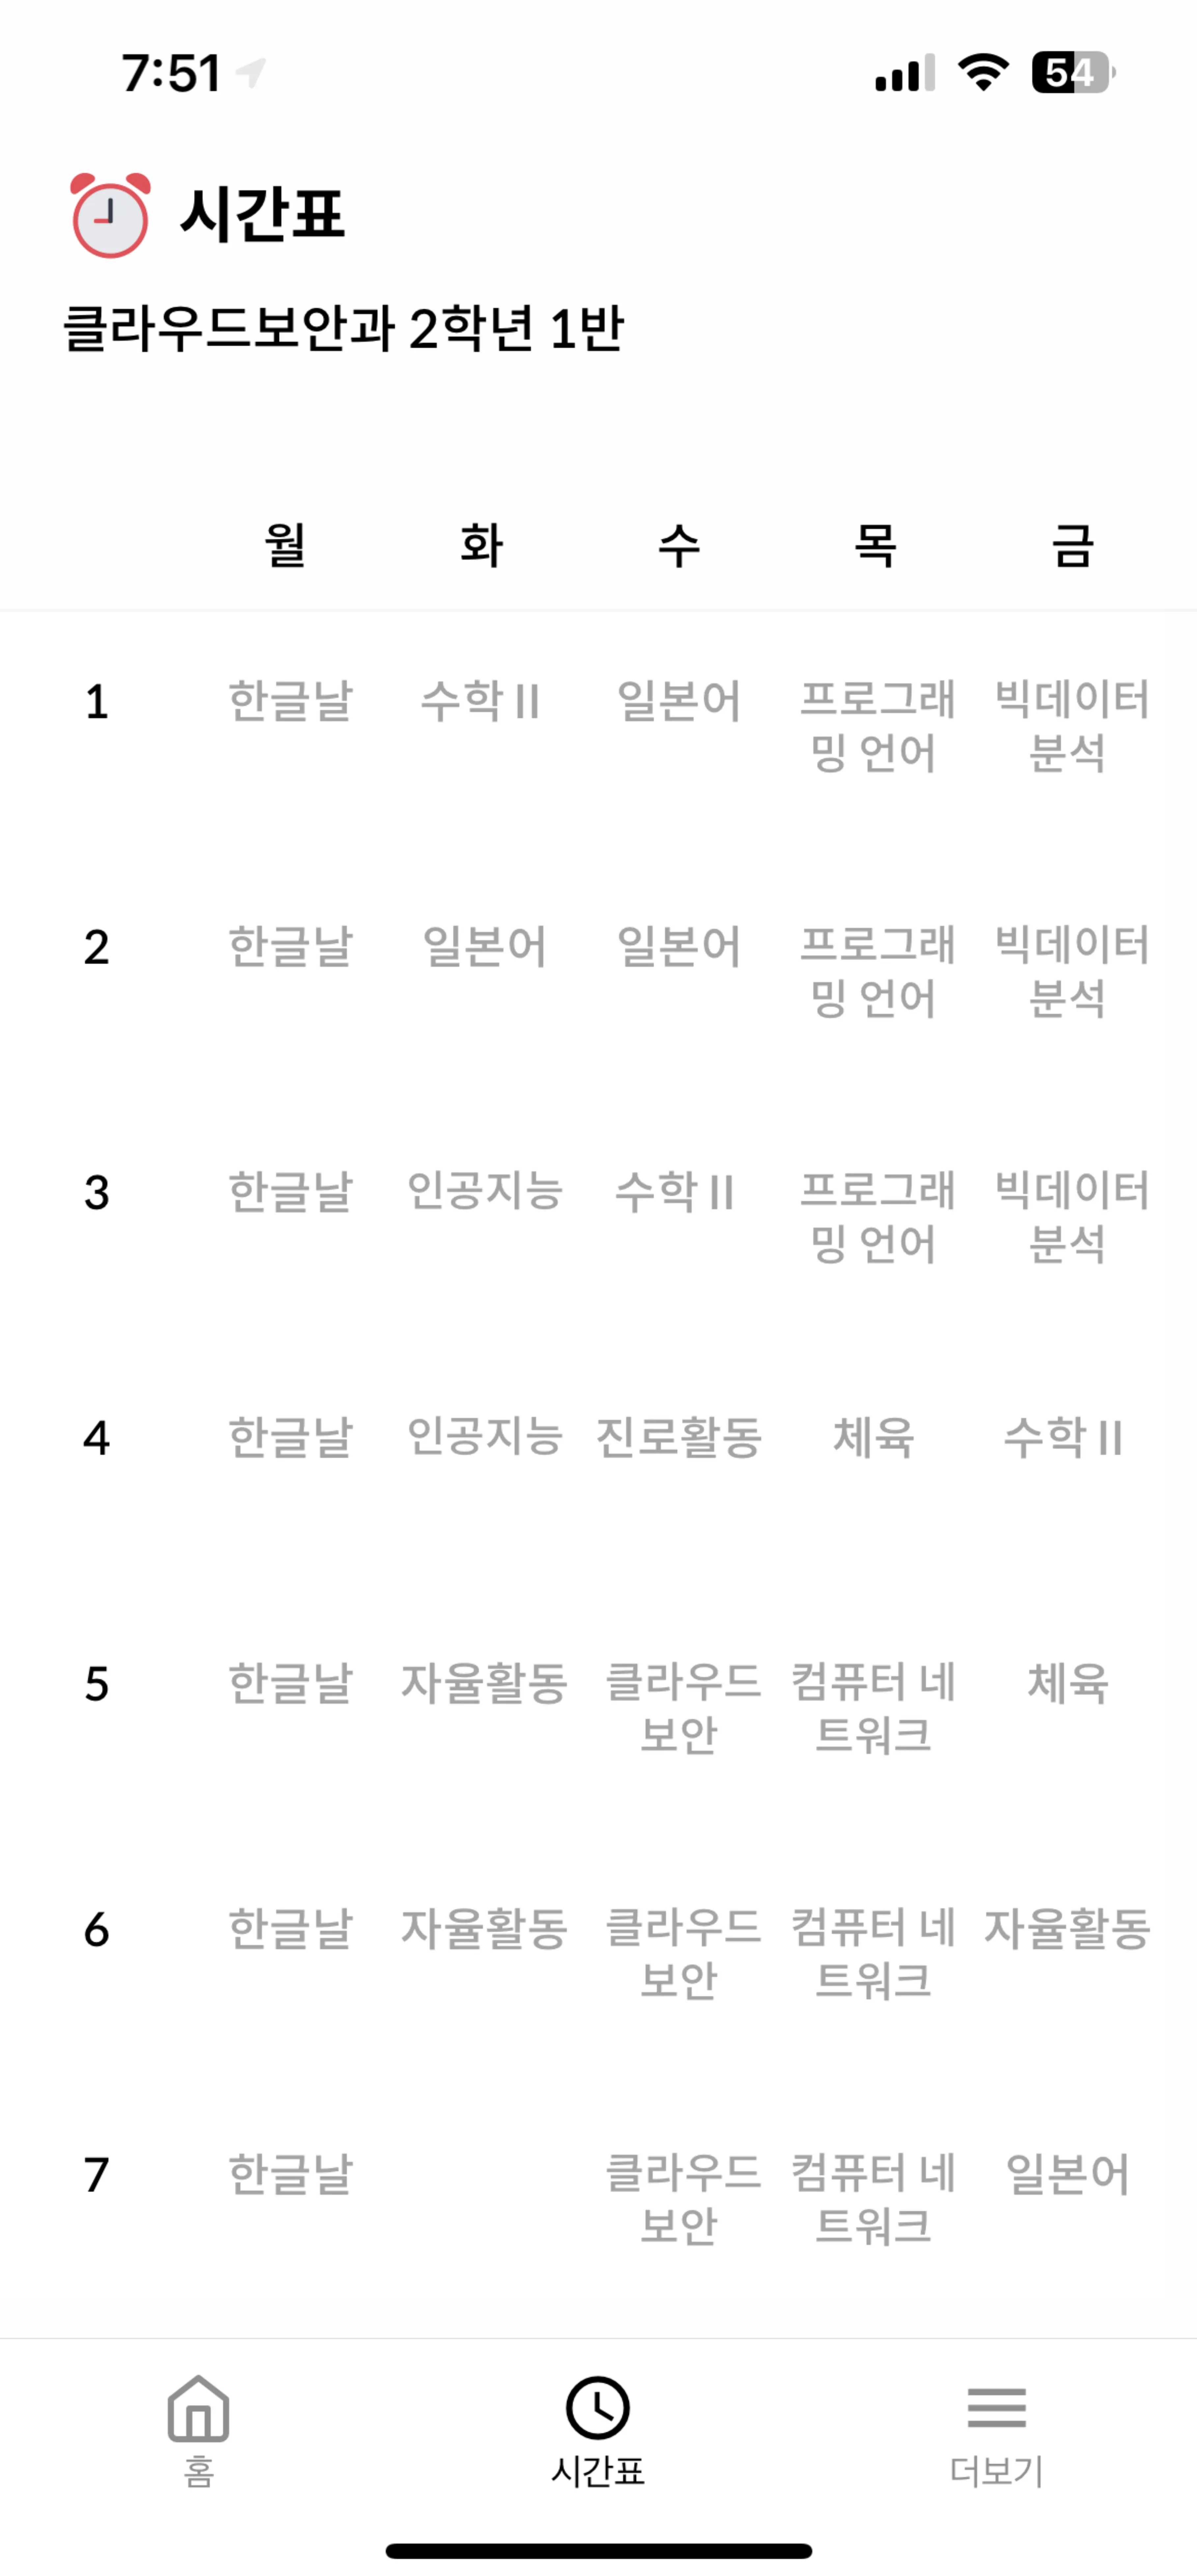 7:51
54
시간표
클라우드보안과 2학년 1반
월 화 수 목 금
1 한글날 수학 II 일본어 프로그래 빅데이터
밍 언어 분석
2 한글날 일본어 일본어 프로그래 빅데이터
밍 언어 분석
3 한글날 인공지능 수학 II 프로그래 빅데이터
밍 언어 분석
4 한글날 인공지능 진로활동 체육 수학 II
5 한글날 자율활동 클라우드 컴퓨터 네 체육
보안 트워크
6 한글날 자율활동 클라우드 컴퓨터 네 자율활동
보안 트워크
7 한글날 클라우드 컴퓨터 네 일본어
보안 트워크
홈 시간표 더보기